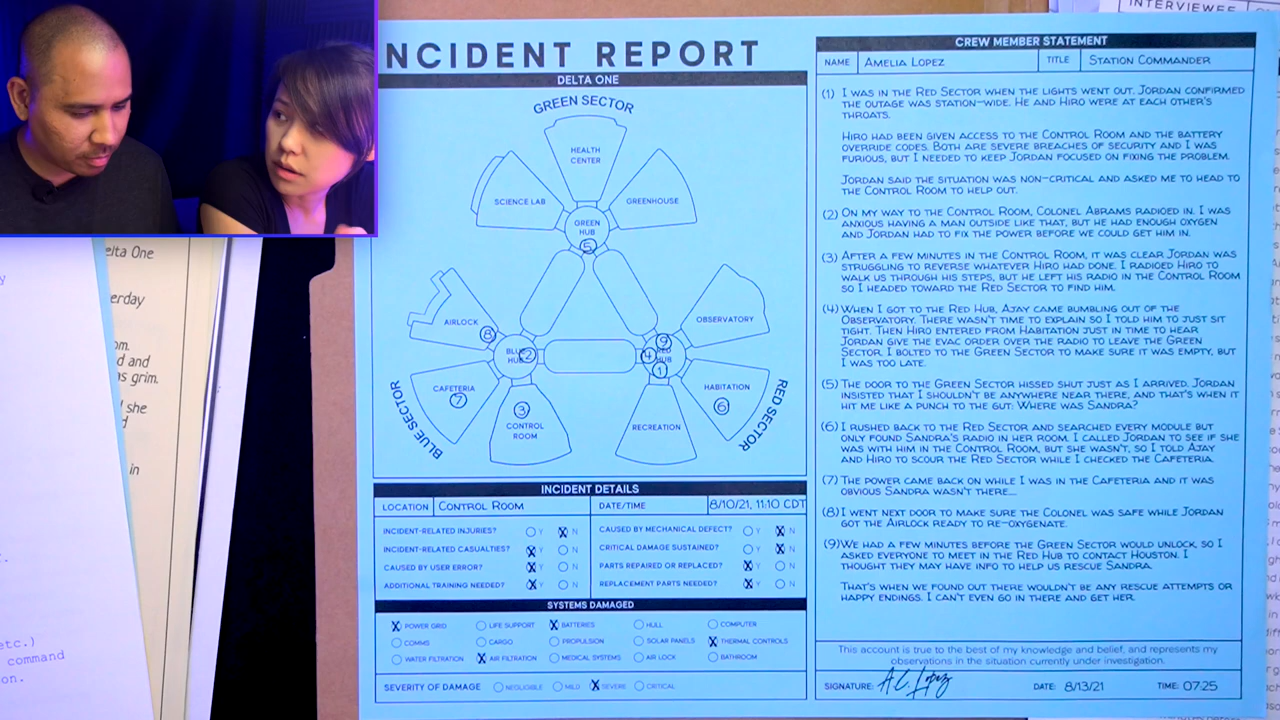 INTERVIEWEE
elta One
erday
om.
d and
s grim.
she
d
in
etc.)
command
on.
INCIDENT REPORT
DELTA ONE
GREEN SECTOR
HEALTH
CENTER
SCIENCE LAB
GREENHOUSE
GREEN
HUB
5
AIRLOCK
8
OBSERVATORY
BLUE
HUB
2
9
4
RED
HUB
1
CAFETERIA
7
3
CONTROL
ROOM
RECREATION
HABITATION
6
BLUE SECTOR
RED SECTOR
INCIDENT DETAILS
LOCATION CONTROL ROOM DATE/TIME 8/10/21, 11:10 CDT
INCIDENT-RELATED INJURIES? Y X N CAUSED BY MECHANICAL DEFECT? Y X N
INCIDENT-RELATED CASUALTIES? X Y N CRITICAL DAMAGE SUSTAINED? Y X N
CAUSED BY USER ERROR? X Y N PARTS REPAIRED OR REPLACED? X Y N
ADDITIONAL TRAINING NEEDED? X Y N REPLACEMENT PARTS NEEDED? X Y N
SYSTEMS DAMAGED
X POWER GRID LIFE SUPPORT X BATTERIES HULL COMPUTER
COMMS CARGO PROPULSION SOLAR PANELS X THERMAL CONTROLS
WATER FILTRATION X AIR FILTRATION MEDICAL SYSTEMS AIR LOCK BATHROOM
SEVERITY OF DAMAGE NEGLIGIBLE MILD X SEVERE CRITICAL
CREW MEMBER STATEMENT
NAME AMELIA LOPEZ TITLE STATION COMMANDER
(1) I WAS IN THE RED SECTOR WHEN THE LIGHTS WENT OUT. JORDAN CONFIRMED
THE OUTAGE WAS STATION-WIDE. HE AND HIRO WERE AT EACH OTHER'S
THROATS.
HIRO HAD BEEN GIVEN ACCESS TO THE CONTROL ROOM AND THE BATTERY
OVERRIDE CODES. BOTH ARE SEVERE BREACHES OF SECURITY AND I WAS
FURIOUS, BUT I NEEDED TO KEEP JORDAN FOCUSED ON FIXING THE PROBLEM.
JORDAN SAID THE SITUATION WAS NON-CRITICAL AND ASKED ME TO HEAD TO
THE CONTROL ROOM TO HELP OUT.
(2) ON MY WAY TO THE CONTROL ROOM, COLONEL ABRAMS RADIOED IN. I WAS
ANXIOUS HAVING A MAN OUTSIDE LIKE THAT, BUT HE HAD ENOUGH OXYGEN
AND JORDAN HAD TO FIX THE POWER BEFORE WE COULD GET HIM IN.
(3) AFTER A FEW MINUTES IN THE CONTROL ROOM, IT WAS CLEAR JORDAN WAS
STRUGGLING TO REVERSE WHATEVER HIRO HAD DONE. I RADIOED HIRO TO
WALK US THROUGH HIS STEPS, BUT HE LEFT HIS RADIO IN THE CONTROL ROOM
SO I HEADED TOWARD THE RED SECTOR TO FIND HIM.
(4) WHEN I GOT TO THE RED HUB, AJAY CAME BUMBLING OUT OF THE
OBSERVATORY. THERE WASN'T TIME TO EXPLAIN SO I TOLD HIM TO JUST SIT
TIGHT. THEN HIRO ENTERED FROM HABITATION JUST IN TIME TO HEAR
JORDAN GIVE THE EVAC ORDER OVER THE RADIO TO LEAVE THE GREEN
SECTOR. I BOLTED TO THE GREEN SECTOR TO MAKE SURE IT WAS EMPTY, BUT
I WAS TOO LATE.
(5) THE DOOR TO THE GREEN SECTOR HISSED SHUT JUST AS I ARRIVED. JORDAN
INSISTED THAT I SHOULDN'T BE ANYWHERE NEAR THERE, AND THAT'S WHEN IT
HIT ME LIKE A PUNCH TO THE GUT: WHERE WAS SANDRA?
(6) I RUSHED BACK TO THE RED SECTOR AND SEARCHED EVERY MODULE BUT
ONLY FOUND SANDRA'S RADIO IN HER ROOM. I CALLED JORDAN TO SEE IF SHE
WAS WITH HIM IN THE CONTROL ROOM, BUT SHE WASN'T, SO I TOLD AJAY
AND HIRO TO SCOUR THE RED SECTOR WHILE I CHECKED THE CAFETERIA.
(7) THE POWER CAME BACK ON WHILE I WAS IN THE CAFETERIA AND IT WAS
OBVIOUS SANDRA WASN'T THERE...
(8) I WENT NEXT DOOR TO MAKE SURE THE COLONEL WAS SAFE WHILE JORDAN
GOT THE AIRLOCK READY TO RE-OXYGENATE.
(9) WE HAD A FEW MINUTES BEFORE THE GREEN SECTOR WOULD UNLOCK, SO I
ASKED EVERYONE TO MEET IN THE RED HUB TO CONTACT HOUSTON. I
THOUGHT THEY MAY HAVE INFO TO HELP US RESCUE SANDRA.
THAT'S WHEN WE FOUND OUT THERE WOULDN'T BE ANY RESCUE ATTEMPTS OR
HAPPY ENDINGS. I CAN'T EVEN GO IN THERE AND GET HER.
This account is true to the best of my knowledge and belief, and represents my
observations in the situation currently under investigation.
SIGNATURE: A.C. Lopez DATE: 8/13/21 TIME: 07:25